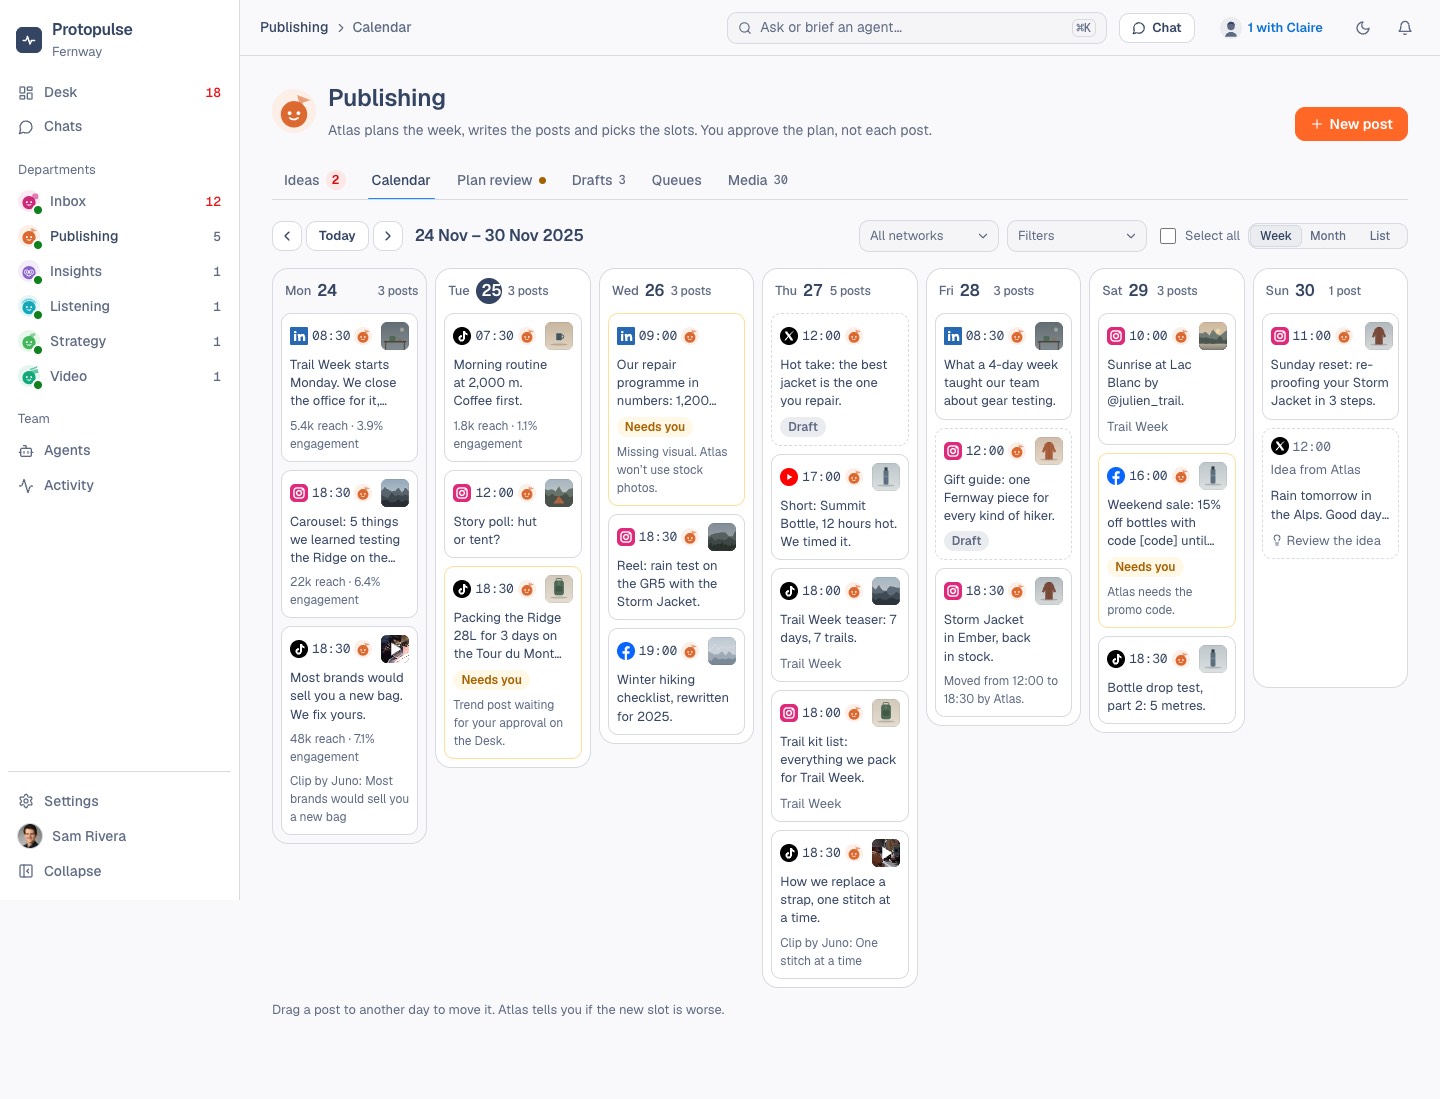 Protopulse
Fernway
Desk 18
Chats
Departments
Inbox 12
Publishing 5
Insights 1
Listening 1
Strategy 1
Video 1
Team
Agents
Activity
Settings
Sam Rivera
Collapse
Publishing > Calendar
Ask or brief an agent... ⌘K
Chat
1 with Claire
Publishing
Atlas plans the week, writes the posts and picks the slots. You approve the plan, not each post.
+ New post
Ideas 2
Calendar
Plan review
Drafts 3
Queues
Media 30
Today
24 Nov – 30 Nov 2025
All networks
Filters
Select all
Week
Month
List
Mon 24 3 posts
08:30
Trail Week starts
Monday. We close
the office for it,...
5.4k reach · 3.9%
engagement
18:30
Carousel: 5 things
we learned testing
the Ridge on the...
22k reach · 6.4%
engagement
18:30
Most brands would
sell you a new bag.
We fix yours.
48k reach · 7.1%
engagement
Clip by Juno: Most
brands would sell you
a new bag
Tue 25 3 posts
07:30
Morning routine
at 2,000 m.
Coffee first.
1.8k reach · 1.1%
engagement
12:00
Story poll: hut
or tent?
18:30
Packing the Ridge
28L for 3 days on
the Tour du Mont...
Needs you
Trend post waiting
for your approval on
the Desk.
Wed 26 3 posts
09:00
Our repair
programme in
numbers: 1,200...
Needs you
Missing visual. Atlas
won't use stock
photos.
18:30
Reel: rain test on
the GR5 with the
Storm Jacket.
19:00
Winter hiking
checklist, rewritten
for 2025.
Thu 27 5 posts
12:00
Hot take: the best
jacket is the one
you repair.
Draft
17:00
Short: Summit
Bottle, 12 hours hot.
We timed it.
18:00
Trail Week teaser: 7
days, 7 trails.
Trail Week
18:00
Trail kit list:
everything we pack
for Trail Week.
Trail Week
18:30
How we replace a
strap, one stitch at
a time.
Clip by Juno: One
stitch at a time
Fri 28 3 posts
08:30
What a 4-day week
taught our team
about gear testing.
12:00
Gift guide: one
Fernway piece for
every kind of hiker.
Draft
18:30
Storm Jacket
in Ember, back
in stock.
Moved from 12:00 to
18:30 by Atlas.
Sat 29 3 posts
10:00
Sunrise at Lac
Blanc by
@julien_trail.
Trail Week
16:00
Weekend sale: 15%
off bottles with
code [code] until...
Needs you
Atlas needs the
promo code.
18:30
Bottle drop test,
part 2: 5 metres.
Sun 30 1 post
11:00
Sunday reset: re-
proofing your Storm
Jacket in 3 steps.
12:00
Idea from Atlas
Rain tomorrow in
the Alps. Good day...
Review the idea
Drag a post to another day to move it. Atlas tells you if the new slot is worse.